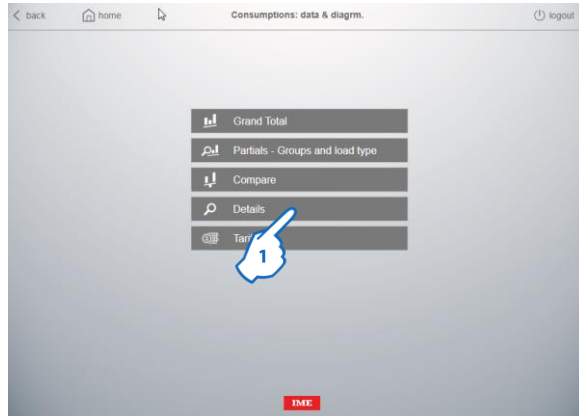 back home Consumptions: data & diagrm. logout
Grand Total
Partials - Groups and load type
Compare
Details
1
IME